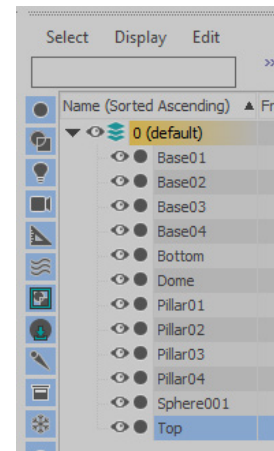 Select Display Edit
»
Name (Sorted Ascending) ▲ Fr
0 (default)
Base01
Base02
Base03
Base04
Bottom
Dome
Pillar01
Pillar02
Pillar03
Pillar04
Sphere001
Top